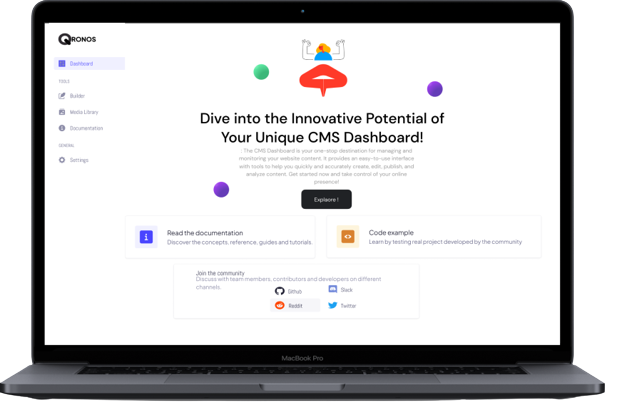 QRONOS
Dashboard
TOOLS
Builder
Media Library
Documentation
GENERAL
Settings
Dive into the Innovative Potential of
Your Unique CMS Dashboard!
The CMS Dashboard is your one-stop destination for managing and
monitoring your website content. It provides an easy-to-use interface
with tools to help you quickly and accurately create, edit, publish, and
analyze content. Get started now and take control of your online
presence!
Explaore !
Read the documentation
Discover the concepts, reference, guides and tutorials.
Code example
Learn by testing real project developed by the community
Join the community
Discuss with team members, contributors and developers on different
channels.
Github
Slack
Reddit
Twitter
MacBook Pro